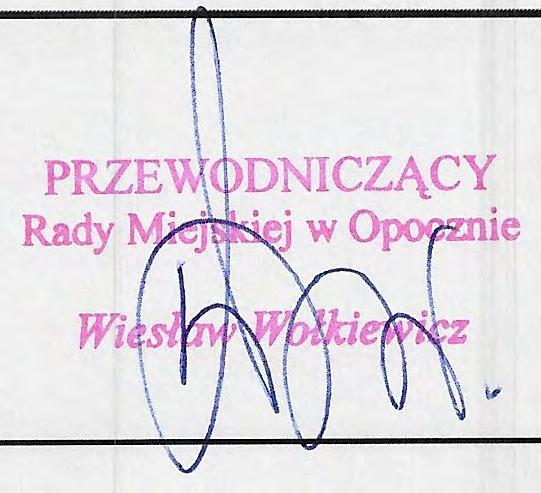 PRZEWODNICZĄCY
Rady Miejskiej w Opocznie
Wiesław Wołkiewicz